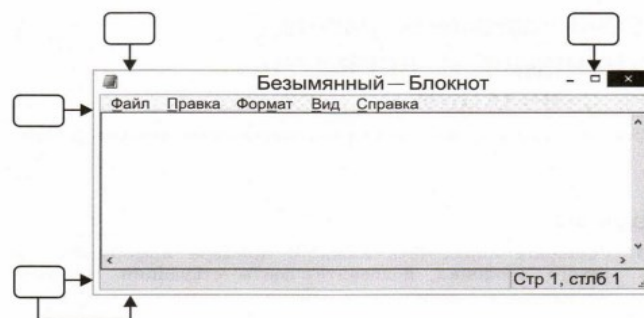 Безымянный — Блокнот
Файл Правка Формат Вид Справка
Стр 1, стлб 1